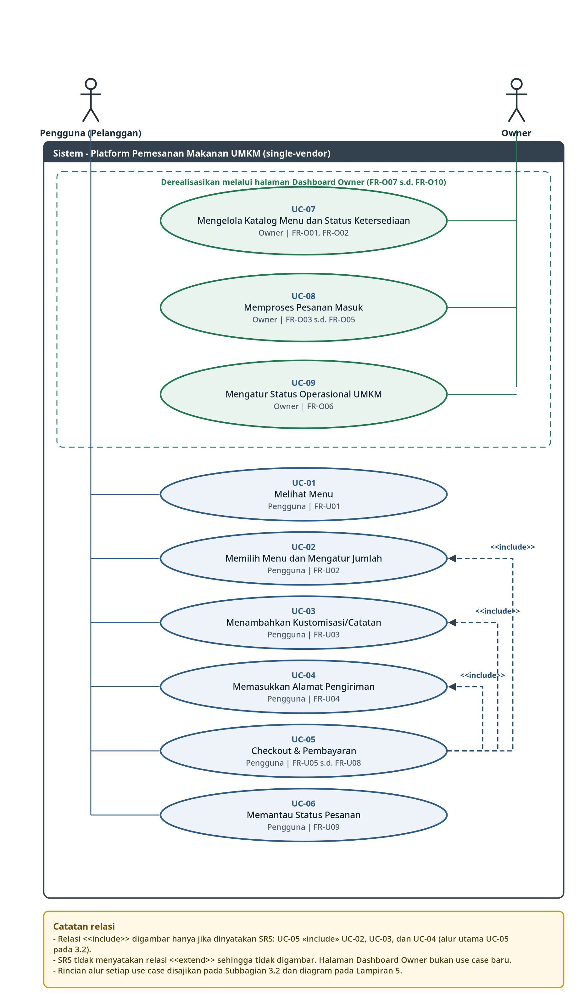 Pengguna (Pelanggan)
Owner
Sistem - Platform Pemesanan Makanan UMKM (single-vendor)
Derealisasikan melalui halaman Dashboard Owner (FR-O07 s.d. FR-O10)
UC-07
Mengelola Katalog Menu dan Status Ketersediaan
Owner | FR-O01, FR-O02
UC-08
Memproses Pesanan Masuk
Owner | FR-O03 s.d. FR-O05
UC-09
Mengatur Status Operasional UMKM
Owner | FR-O06
UC-01
Melihat Menu
Pengguna | FR-U01
UC-02
Memilih Menu dan Mengatur Jumlah
Pengguna | FR-U02
<<include>>
UC-03
Menambahkan Kustomisasi/Catatan
Pengguna | FR-U03
<<include>>
UC-04
Memasukkan Alamat Pengiriman
Pengguna | FR-U04
<<include>>
UC-05
Checkout & Pembayaran
Pengguna | FR-U05 s.d. FR-U08
UC-06
Memantau Status Pesanan
Pengguna | FR-U09
Catatan relasi
- Relasi <<include>> digambar hanya jika dinyatakan SRS: UC-05 «include» UC-02, UC-03, dan UC-04 (alur utama UC-05
pada 3.2).
- SRS tidak menyatakan relasi <<extend>> sehingga tidak digambar. Halaman Dashboard Owner bukan use case baru.
- Rincian alur setiap use case disajikan pada Subbagian 3.2 dan diagram pada Lampiran 5.